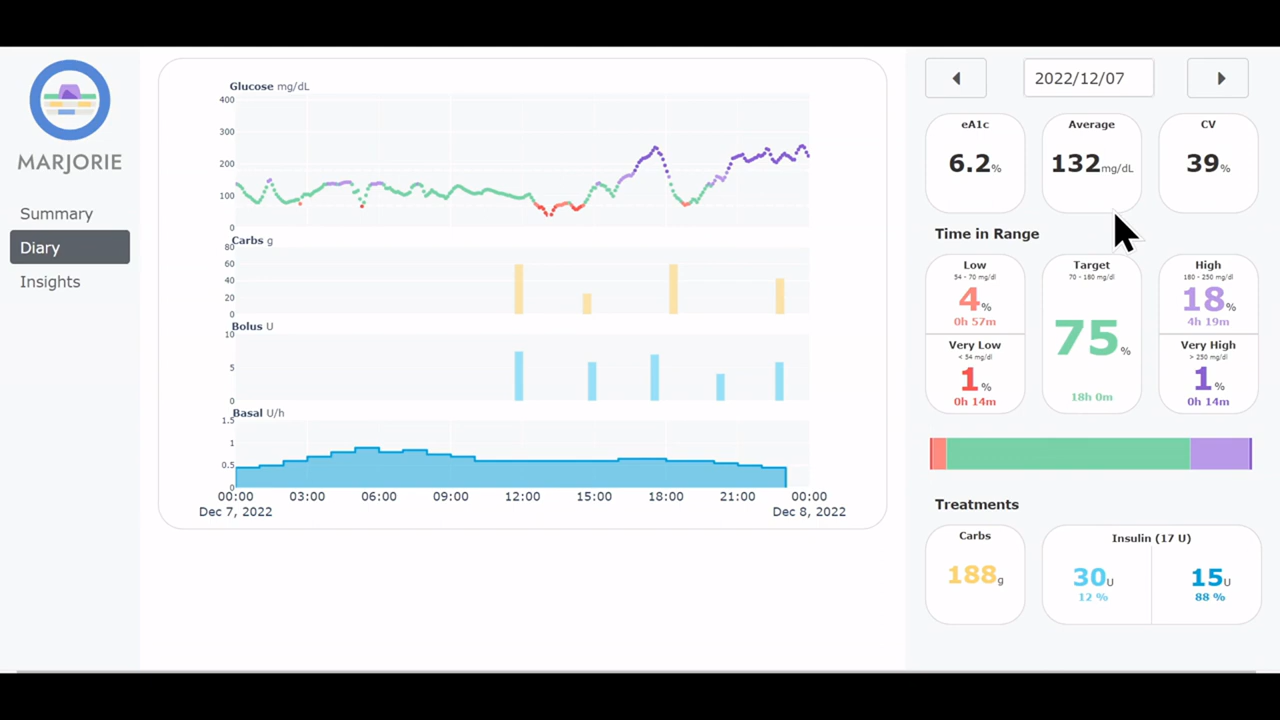 MARJORIE
Summary
Diary
Insights
Glucose mg/dL
400
300
200
100
0
Carbs g
80
60
40
20
0
Bolus U
10
5
0
Basal U/h
1.5
1
0.5
0
00:00 03:00 06:00 09:00 12:00 15:00 18:00 21:00 00:00
Dec 7, 2022 Dec 8, 2022
2022/12/07
eA1c Average CV
6.2% 132mg/dL 39%
Time in Range
Low Target High
54 - 70 mg/dl 70 - 180 mg/dl 180 - 250 mg/dl
4% 18%
0h 57m 4h 19m
75%
Very Low Very High
< 54 mg/dl > 250 mg/dl
1% 1%
0h 14m 18h 0m 0h 14m
Treatments
Carbs Insulin (17 U)
188g 30U 15U
12 % 88 %